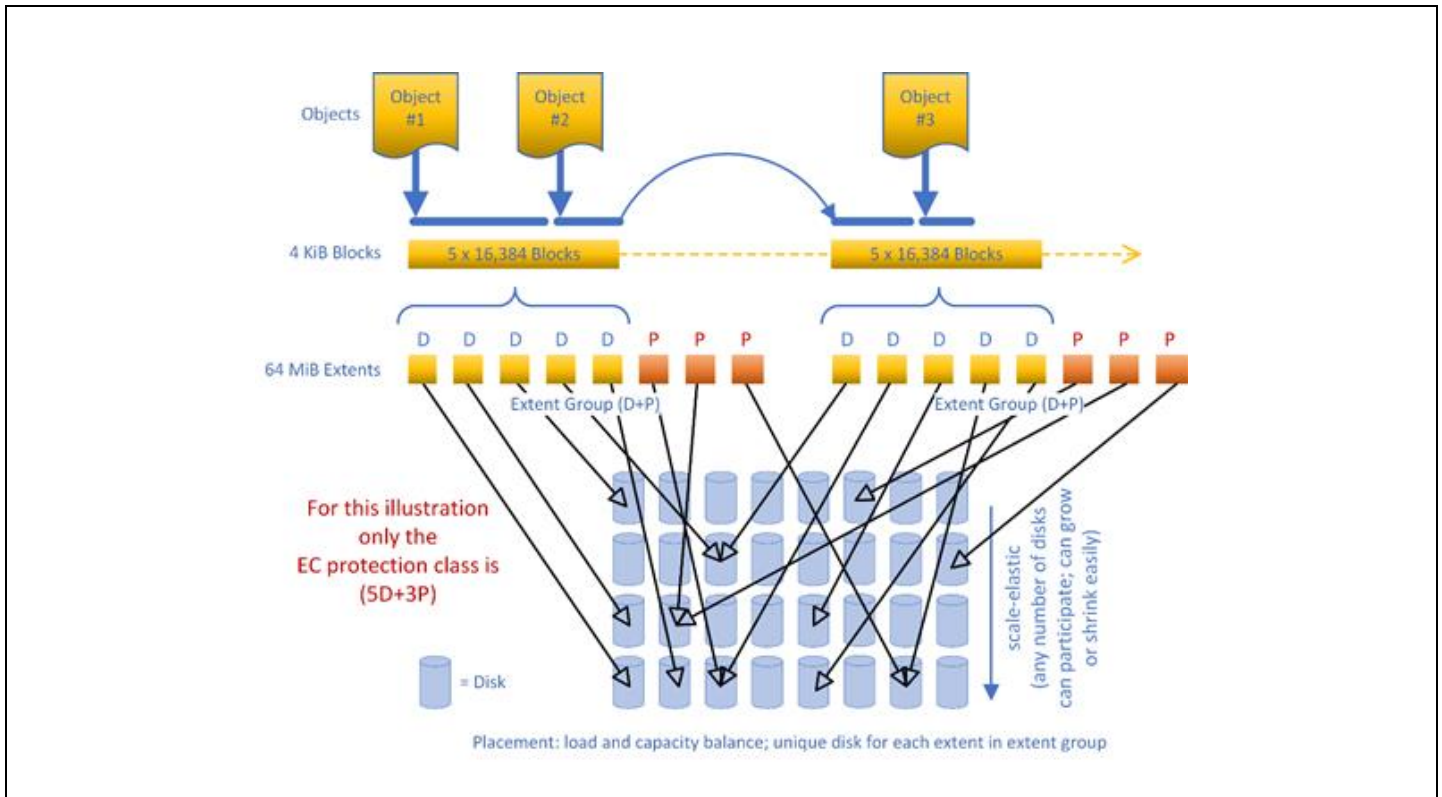 Objects
Object
#1
Object
#2
Object
#3
4 KiB Blocks
5 x 16,384 Blocks
5 x 16,384 Blocks
D D D D D P P P
D D D D D P P P
64 MiB Extents
Extent Group (D+P)
Extent Group (D+P)
For this illustration
only the
EC protection class is
(5D+3P)
scale-elastic
(any number of disks
can participate; can grow
or shrink easily)
= Disk
Placement: load and capacity balance; unique disk for each extent in extent group